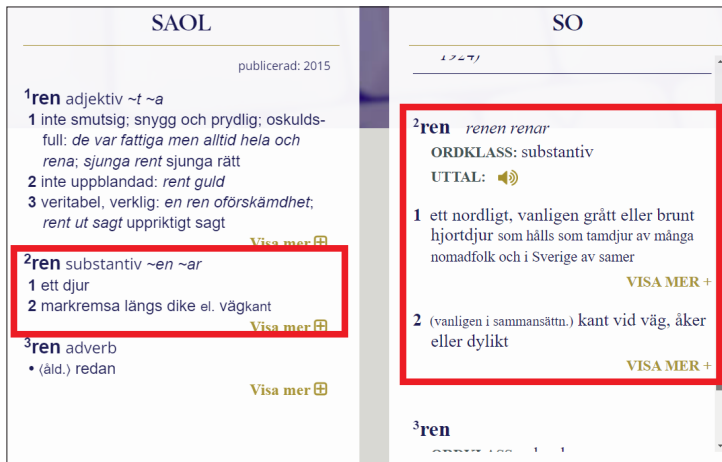 SAOL
publicerad: 2015
¹ren adjektiv ~t ~a
1 inte smutsig; snygg och prydlig; oskulds-
full: de var fattiga men alltid hela och
rena; sjunga rent sjunga rätt
2 inte uppblandad: rent guld
3 veritabel, verklig: en ren oförskämdhet;
rent ut sagt uppriktigt sagt
Visa mer
²ren substantiv ~en ~ar
1 ett djur
2 markremsa längs dike el. vägkant
Visa mer
³ren adverb
• (åld.) redan
Visa mer
SO
1924)
²ren renen renar
ORDKLASS: substantiv
UTTAL:
1 ett nordligt, vanligen grått eller brunt
hjortdjur som hålls som tamdjur av många
nomadfolk och i Sverige av samer
VISA MER +
2 (vanligen i sammansättn.) kant vid väg, åker
eller dylikt
VISA MER +
³ren